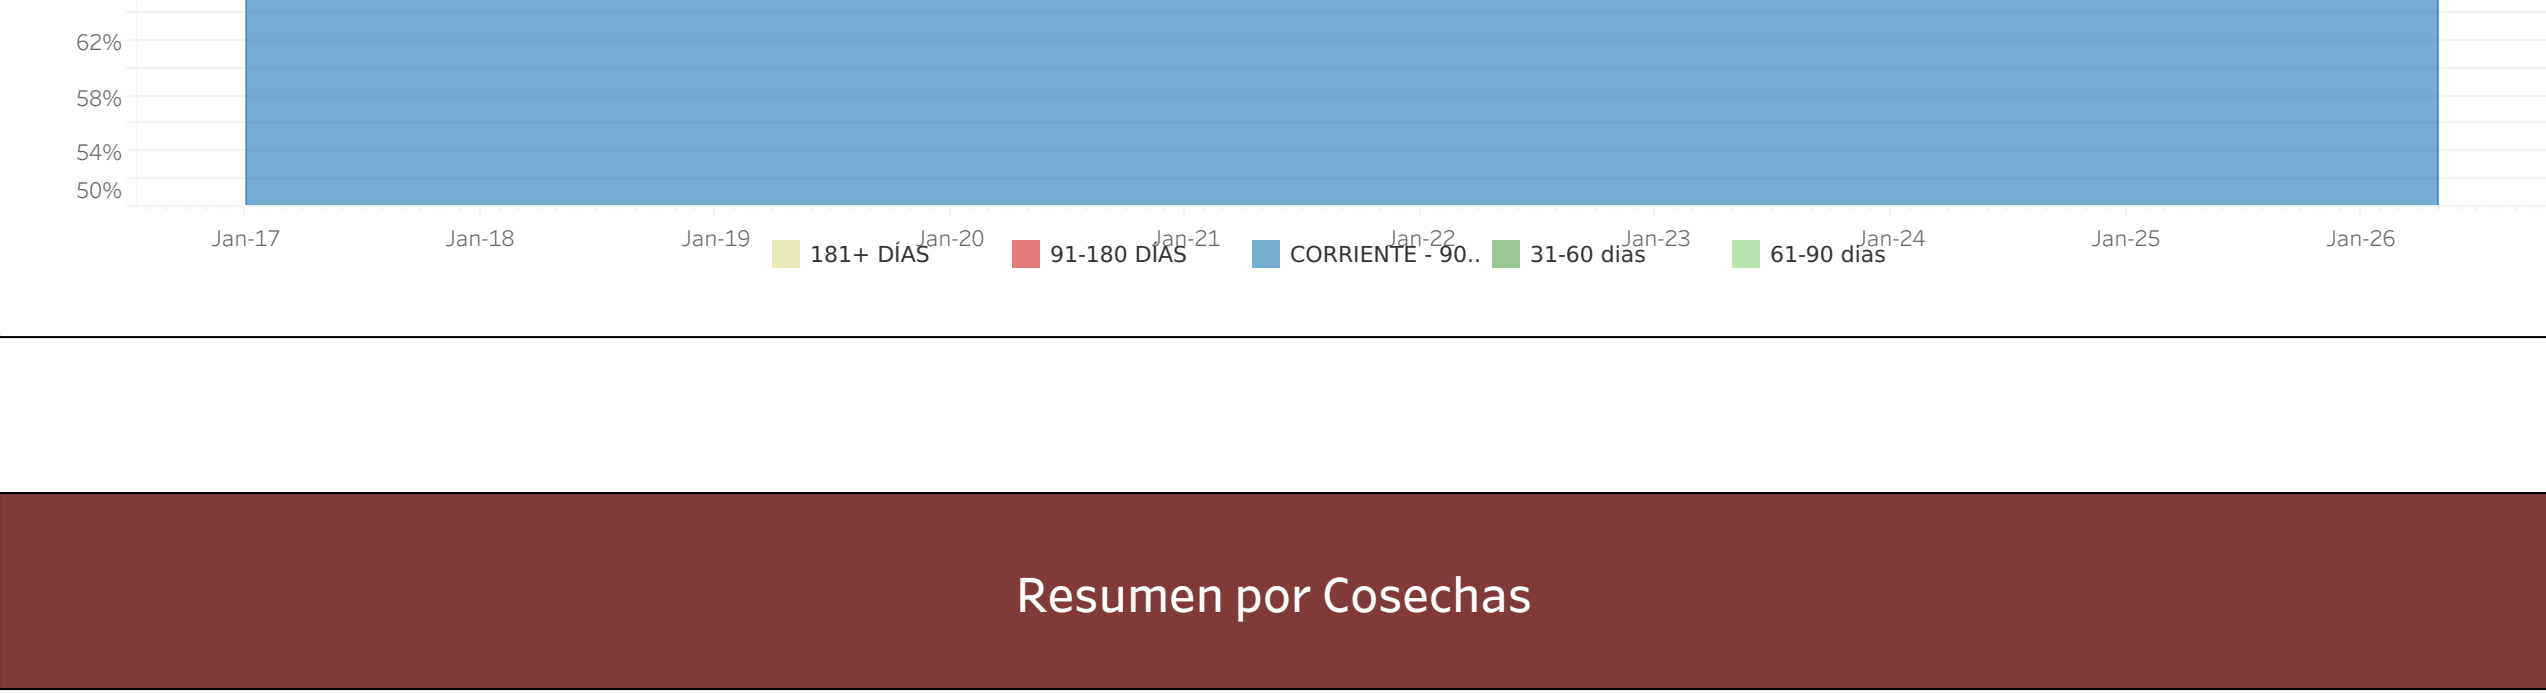 62%
58%
54%
50%
Jan-17 Jan-18 Jan-19 Jan-20 Jan-21 Jan-22 Jan-23 Jan-24 Jan-25 Jan-26
181+ DÍAS 91-180 DÍAS CORRIENTE - 90.. 31-60 dias 61-90 dias
Resumen por Cosechas